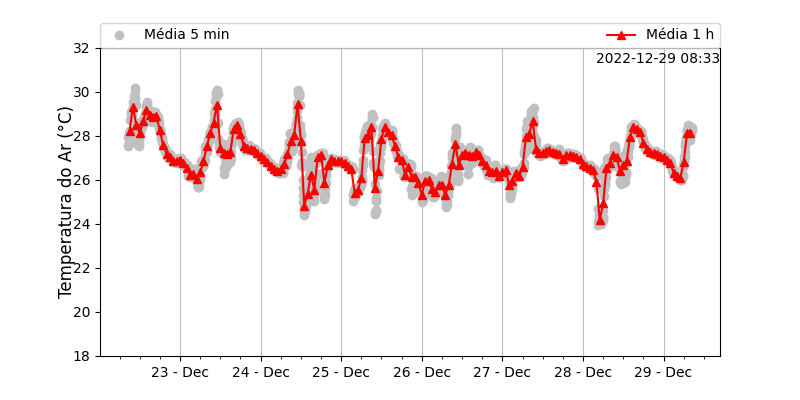 Média 5 min
Média 1 h
2022-12-29 08:33
Temperatura do Ar (°C)
32
30
28
26
24
22
20
18
23 - Dec
24 - Dec
25 - Dec
26 - Dec
27 - Dec
28 - Dec
29 - Dec